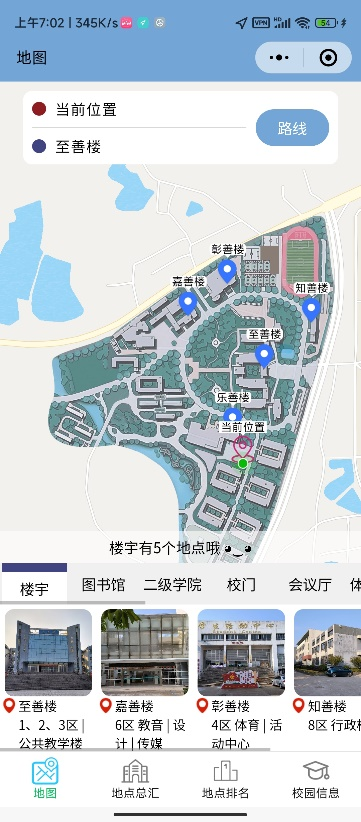 上午7:02 | 345K/s
VPN
HD
54
地图
当前位置
至善楼
路线
彰善楼
嘉善楼
知善楼
至善楼
乐善楼
当前位置
楼宇有5个地点哦
楼宇
图书馆
二级学院
校门
会议厅
至善楼
1、2、3区 |
公共教学楼
嘉善楼
6区 教音 | 设
计 | 传媒
彰善楼
4区 体育 | 活
动中心
知善楼
8区 行政
地图
地点总汇
地点排名
校园信息